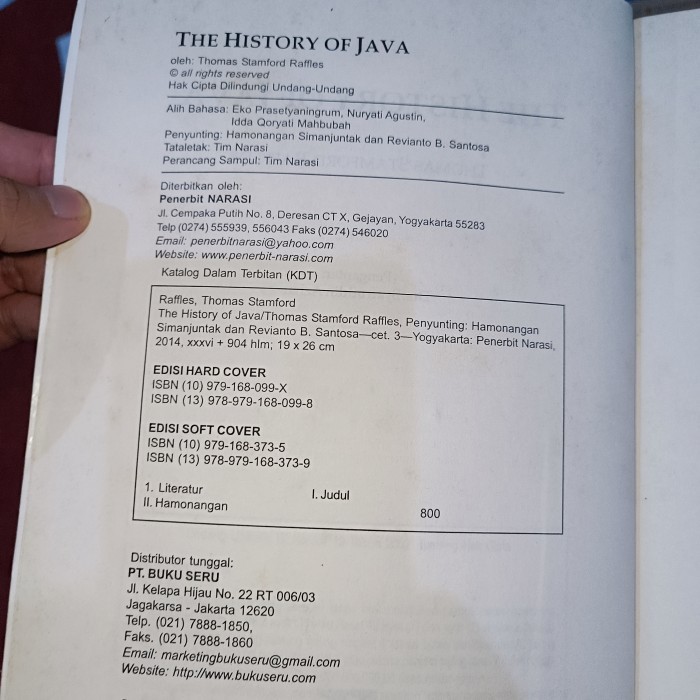 THE HISTORY OF JAVA
oleh: Thomas Stamford Raffles
© all rights reserved
Hak Cipta Dilindungi Undang-Undang
Alih Bahasa: Eko Prasetyaningrum, Nuryati Agustin,
Idda Qoryati Mahbubah
Penyunting: Hamonangan Simanjuntak dan Revianto B. Santosa
Tataletak: Tim Narasi
Perancang Sampul: Tim Narasi
Diterbitkan oleh:
Penerbit NARASI
Jl. Cempaka Putih No. 8, Deresan CT X, Gejayan, Yogyakarta 55283
Telp (0274) 555939, 556043 Faks (0274) 546020
Email: penerbitnarasi@yahoo.com
Website: www.penerbit-narasi.com
Katalog Dalam Terbitan (KDT)
Raffles, Thomas Stamford
The History of Java/Thomas Stamford Raffles, Penyunting: Hamonangan
Simanjuntak dan Revianto B. Santosa—cet. 3—Yogyakarta: Penerbit Narasi,
2014, xxxvi + 904 hlm; 19 x 26 cm
EDISI HARD COVER
ISBN (10) 979-168-099-X
ISBN (13) 978-979-168-099-8
EDISI SOFT COVER
ISBN (10) 979-168-373-5
ISBN (13) 978-979-168-373-9
1. Literatur I. Judul
II. Hamonangan
800
Distributor tunggal:
PT. BUKU SERU
Jl. Kelapa Hijau No. 22 RT 006/03
Jagakarsa - Jakarta 12620
Telp. (021) 7888-1850,
Faks. (021) 7888-1860
Email: marketingbukuseru@gmail.com
Website: http://www.bukuseru.com